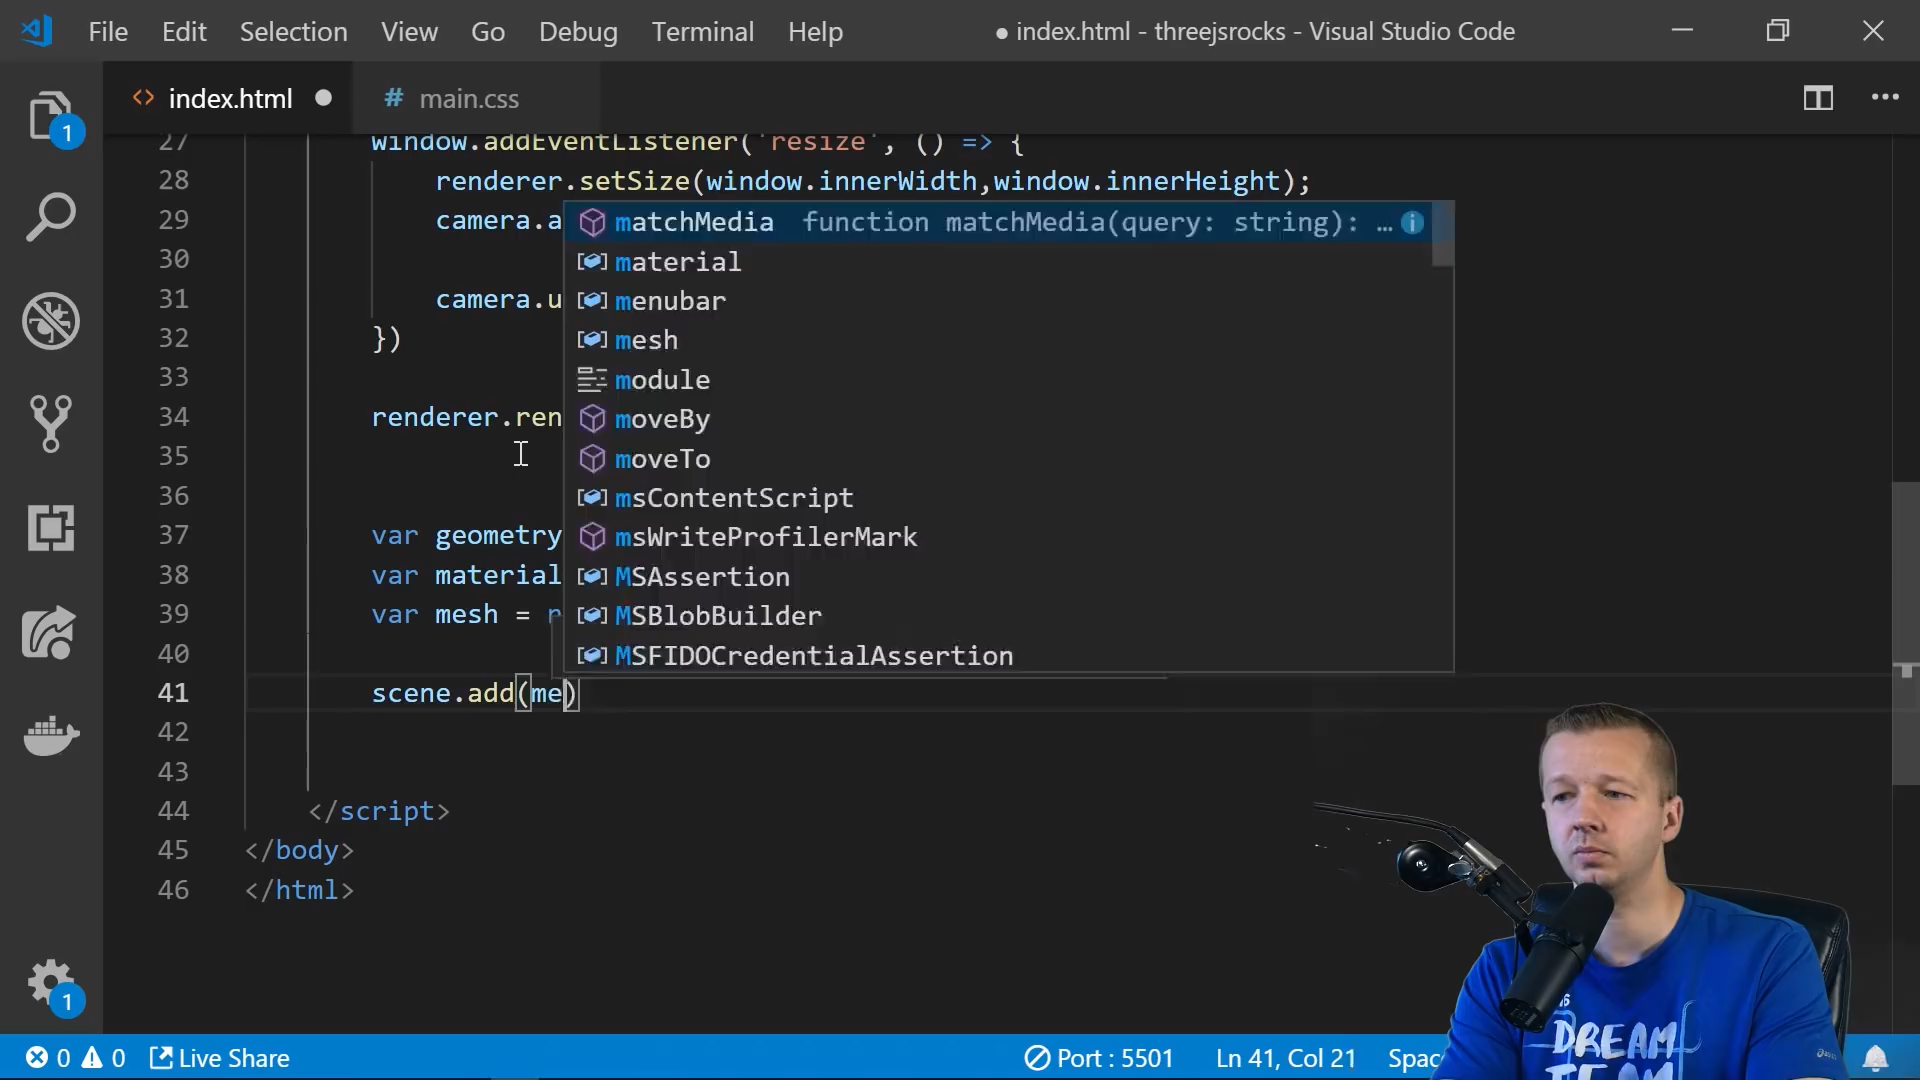 File Edit Selection View Go Debug Terminal Help
● index.html - threejsrocks - Visual Studio Code
<> index.html ● # main.css
1
27 window.addEventListener('resize', () => {
28 renderer.setSize(window.innerWidth,window.innerHeight);
29 camera.a
30
31 camera.u
32 })
33
34 renderer.ren
35
36
37 var geometry
38 var material
39 var mesh = n
40
41 scene.add(me)
42
43
44 </script>
45 </body>
46 </html>
matchMedia function matchMedia(query: string): …
material
menubar
mesh
module
moveBy
moveTo
msContentScript
msWriteProfilerMark
MSAssertion
MSBlobBuilder
MSFIDOCredentialAssertion
1
DREAM
TEAM
0 0 Live Share Port : 5501 Ln 41, Col 21 Spac